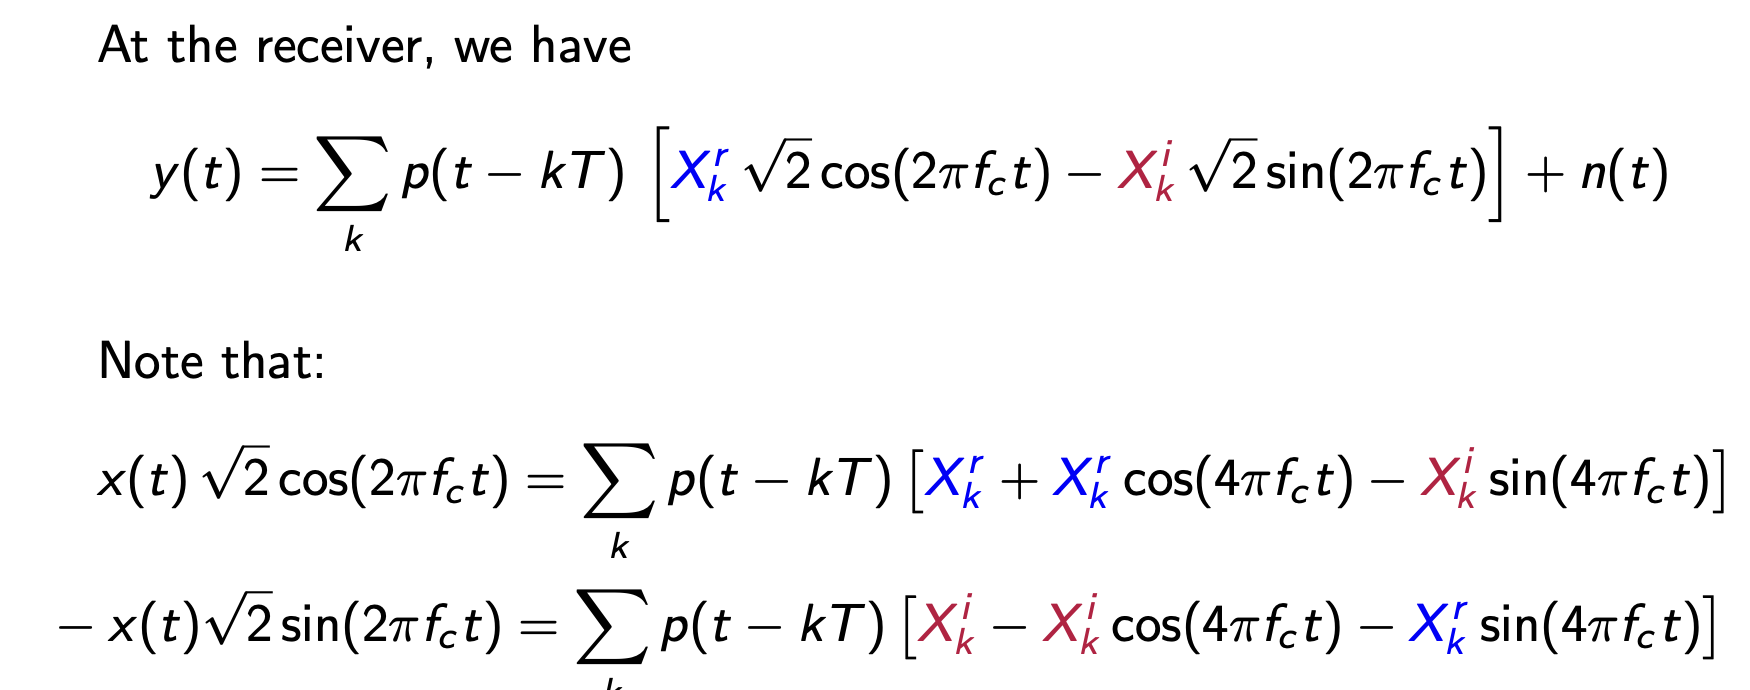 At the receiver, we have
y(t) = ∑_k p(t − kT) [X_k^r √2 cos(2πf_c t) − X_k^i √2 sin(2πf_c t)] + n(t)
Note that:
x(t) √2 cos(2πf_c t) = ∑_k p(t − kT) [X_k^r + X_k^r cos(4πf_c t) − X_k^i sin(4πf_c t)]
− x(t)√2 sin(2πf_c t) = ∑_k p(t − kT) [X_k^i − X_k^i cos(4πf_c t) − X_k^r sin(4πf_c t)]